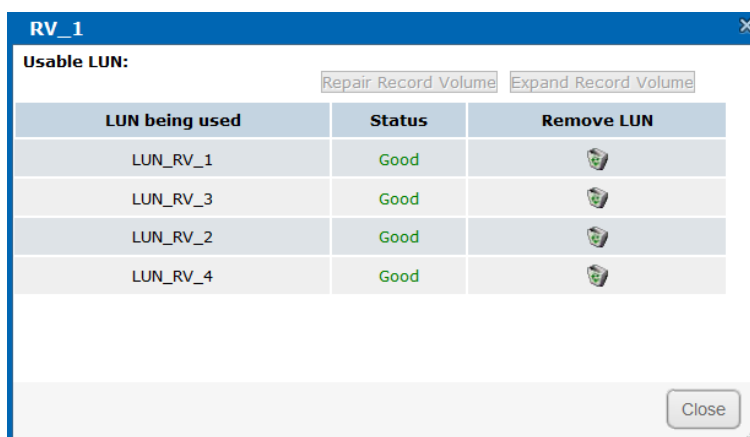 RV_1
Usable LUN:
Repair Record Volume Expand Record Volume
LUN being used Status Remove LUN
LUN_RV_1 Good
LUN_RV_3 Good
LUN_RV_2 Good
LUN_RV_4 Good
Close